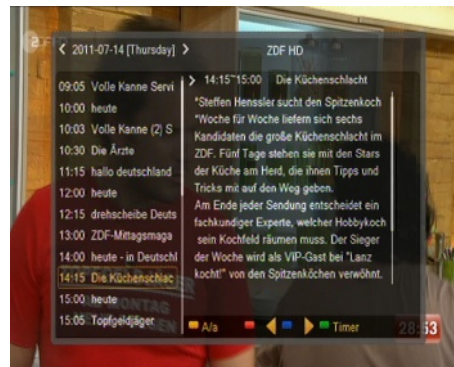 2011-07-14 [Thursday]
ZDF HD
09:05 Volle Kanne Servi
10:00 heute
10:03 Volle Kanne (2) S
10:30 Die Ärzte
11:15 hallo deutschland
12:00 heute
12:15 drehscheibe Deuts
13:00 ZDF-Mittagsmaga
14:00 heute - in Deutschl
14:15 Die Küchenschlac
15:00 heute
15:05 Topfgeldjäger
14:15~15:00 Die Küchenschlacht
"Steffen Henssler sucht den Spitzenkoch
"Woche für Woche liefern sich sechs
Kandidaten die große Küchenschlacht im
ZDF. Fünf Tage stehen sie mit den Stars
der Küche am Herd, die ihnen Tipps und
Tricks mit auf den Weg geben.
Am Ende jeder Sendung entscheidet ein
fachkundiger Experte, welcher Hobbykoch
sein Kochfeld räumen muss. Der Sieger
der Woche wird als VIP-Gast bei "Lanz
kocht!" von den Spitzenköchen verwöhnt.
A/a
Timer
28:53